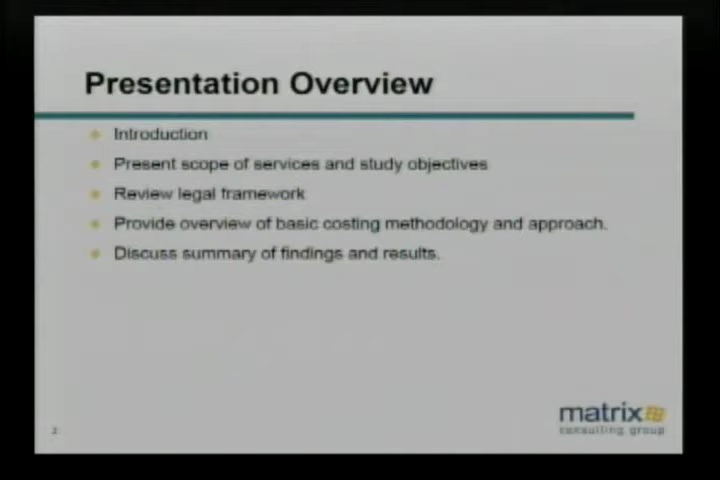 Presentation Overview
Introduction
Present scope of services and study objectives
Review legal framework
Provide overview of basic costing methodology and approach.
Discuss summary of findings and results.
matrix
consulting group
2